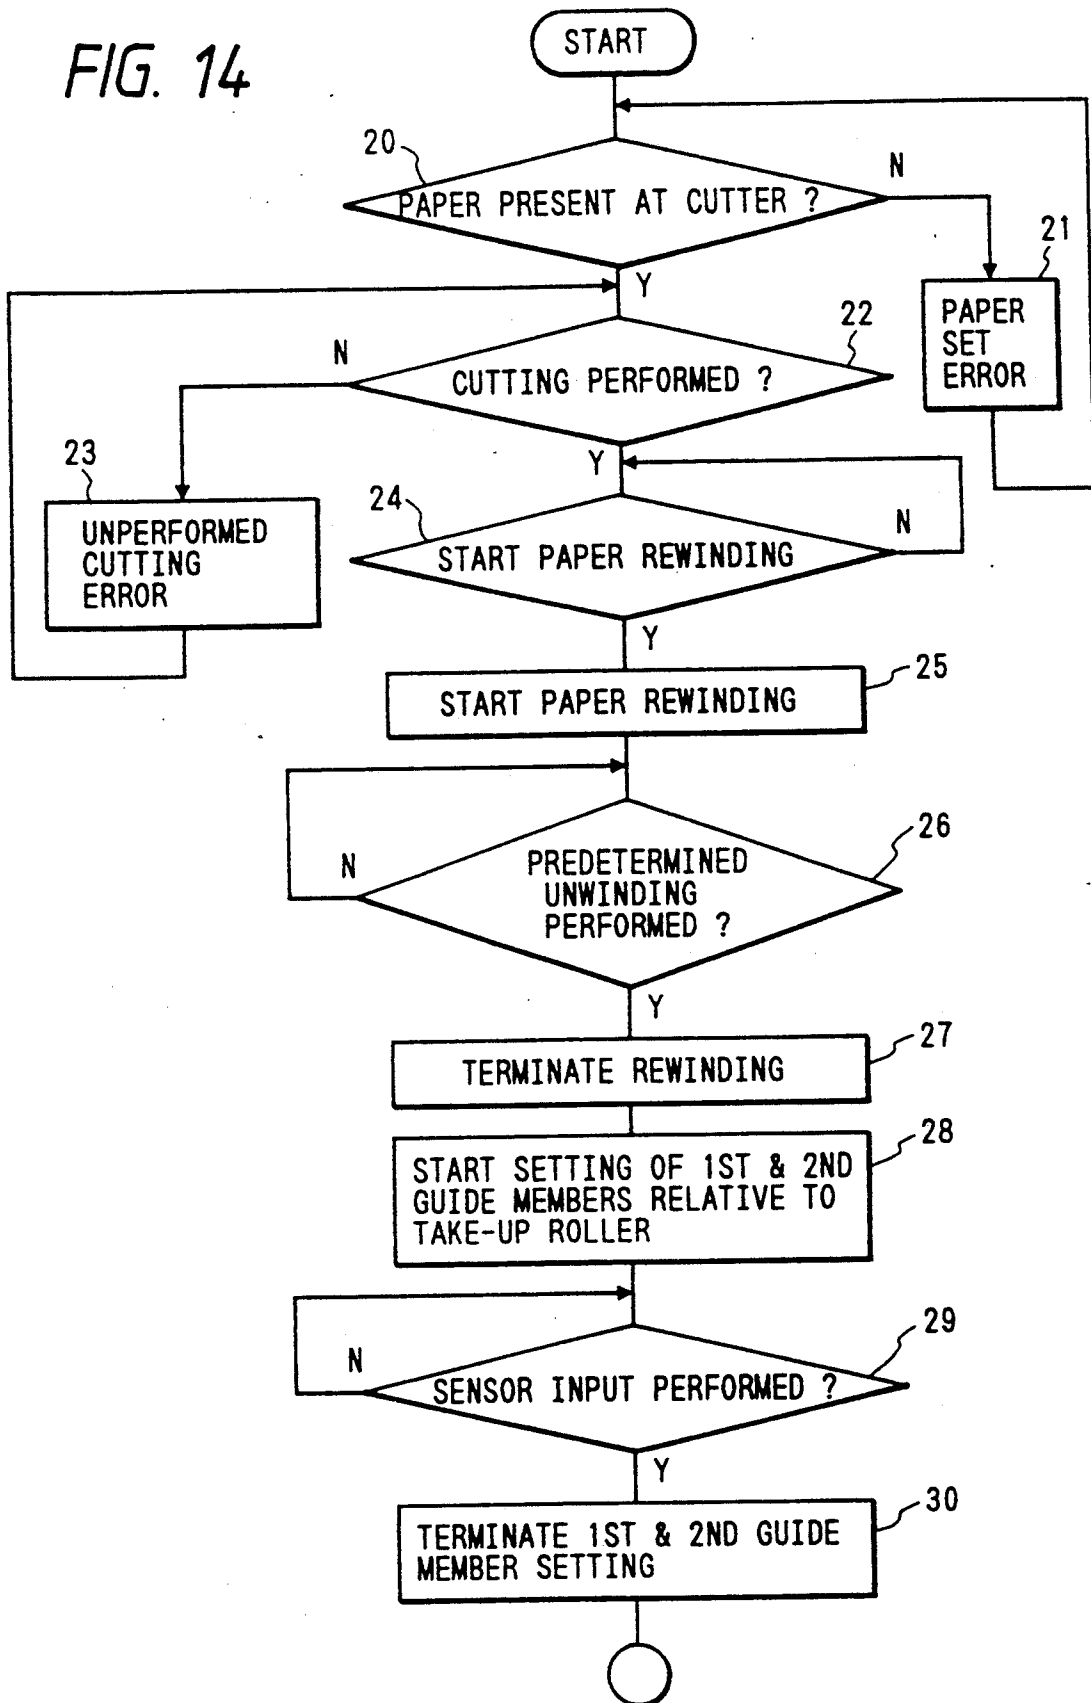 FIG. 14
START
20
PAPER PRESENT AT CUTTER ?
N
Y
21
PAPER
SET
ERROR
22
N
CUTTING PERFORMED ?
Y
23
UNPERFORMED
CUTTING
ERROR
24
START PAPER REWINDING
N
Y
25
START PAPER REWINDING
26
N
PREDETERMINED
UNWINDING
PERFORMED ?
Y
27
TERMINATE REWINDING
28
START SETTING OF 1ST & 2ND
GUIDE MEMBERS RELATIVE TO
TAKE-UP ROLLER
29
N
SENSOR INPUT PERFORMED ?
Y
30
TERMINATE 1ST & 2ND GUIDE
MEMBER SETTING